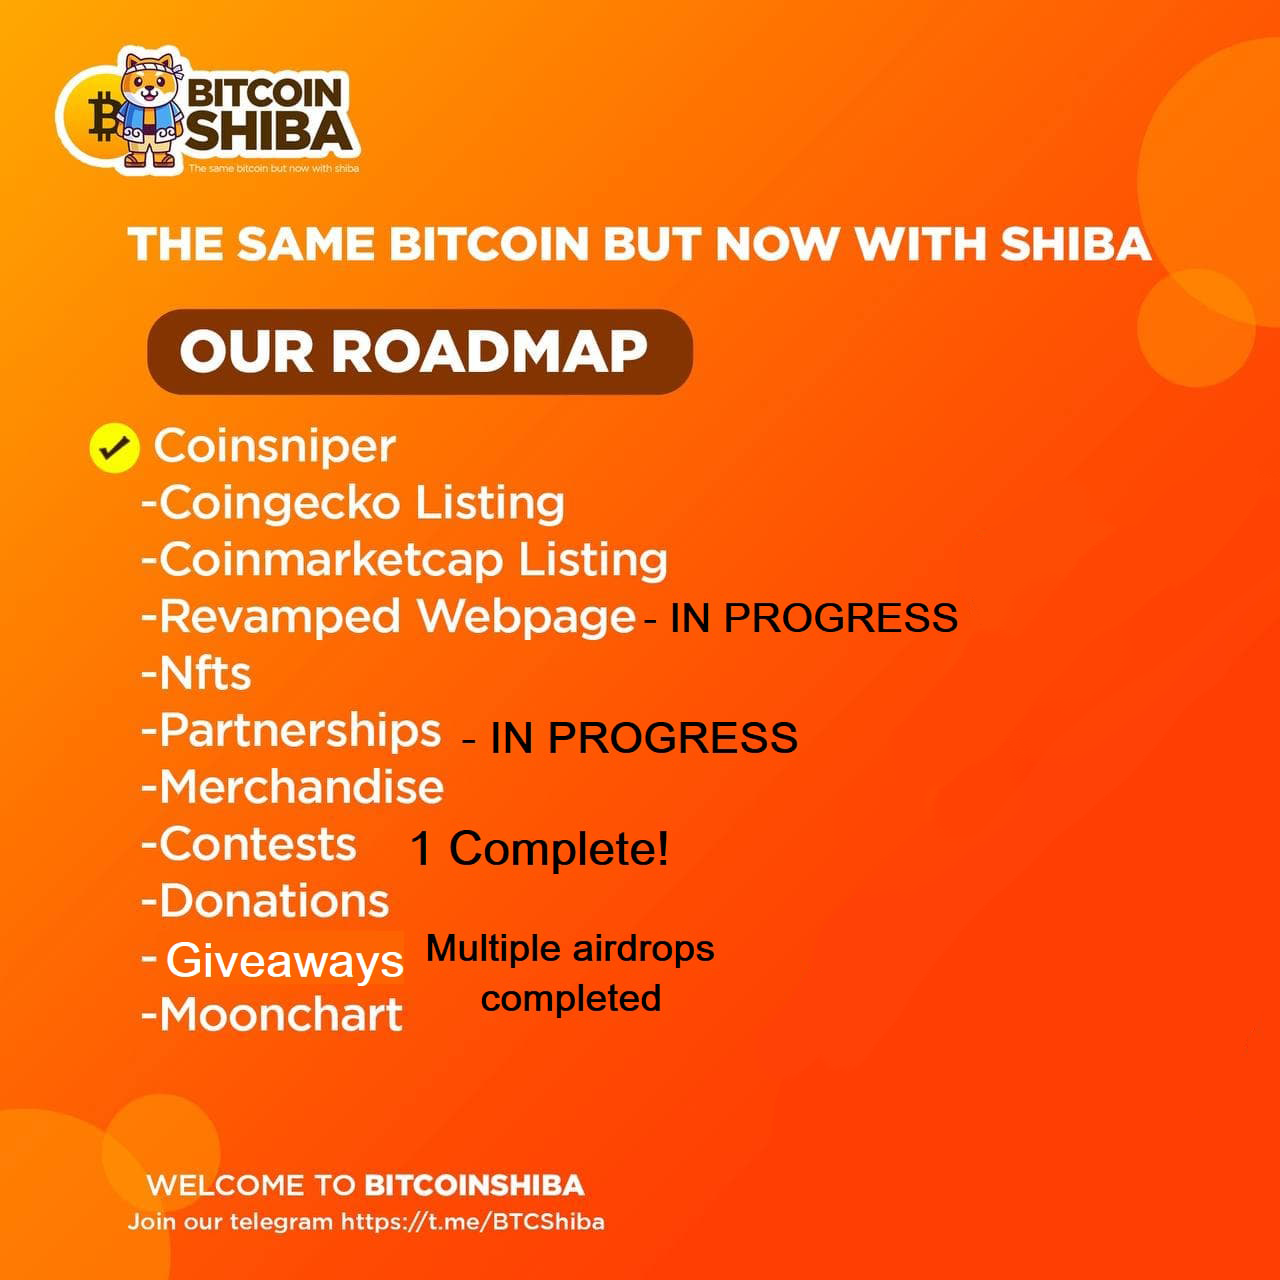 BITCOIN
SHIBA
The same bitcoin but now with shiba
THE SAME BITCOIN BUT NOW WITH SHIBA
OUR ROADMAP
Coinsniper
-Coingecko Listing
-Coinmarketcap Listing
-Revamped Webpage - IN PROGRESS
-Nfts
-Partnerships - IN PROGRESS
-Merchandise
-Contests 1 Complete!
-Donations
- Giveaways Multiple airdrops
completed
-Moonchart
WELCOME TO BITCOINSHIBA
Join our telegram https://t.me/BTCShiba